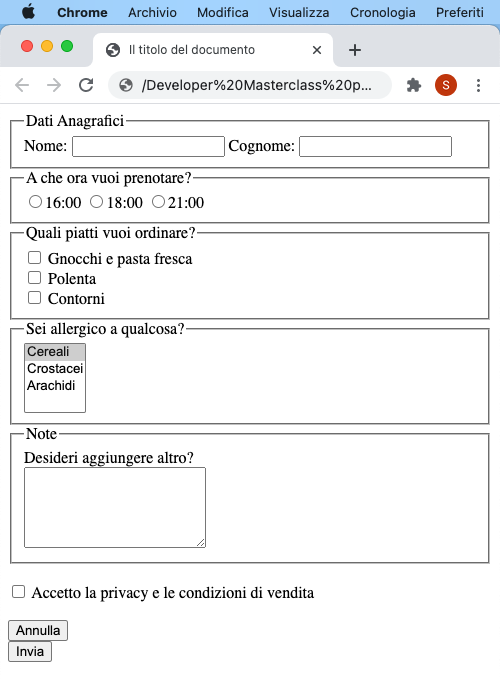 Chrome Archivio Modifica Visualizza Cronologia Preferiti
Il titolo del documento
/Developer%20Masterclass%20p...
S
Dati Anagrafici
Nome: Cognome:
A che ora vuoi prenotare?
16:00 18:00 21:00
Quali piatti vuoi ordinare?
Gnocchi e pasta fresca
Polenta
Contorni
Sei allergico a qualcosa?
Cereali
Crostacei
Arachidi
Note
Desideri aggiungere altro?
Accetto la privacy e le condizioni di vendita
Annulla
Invia